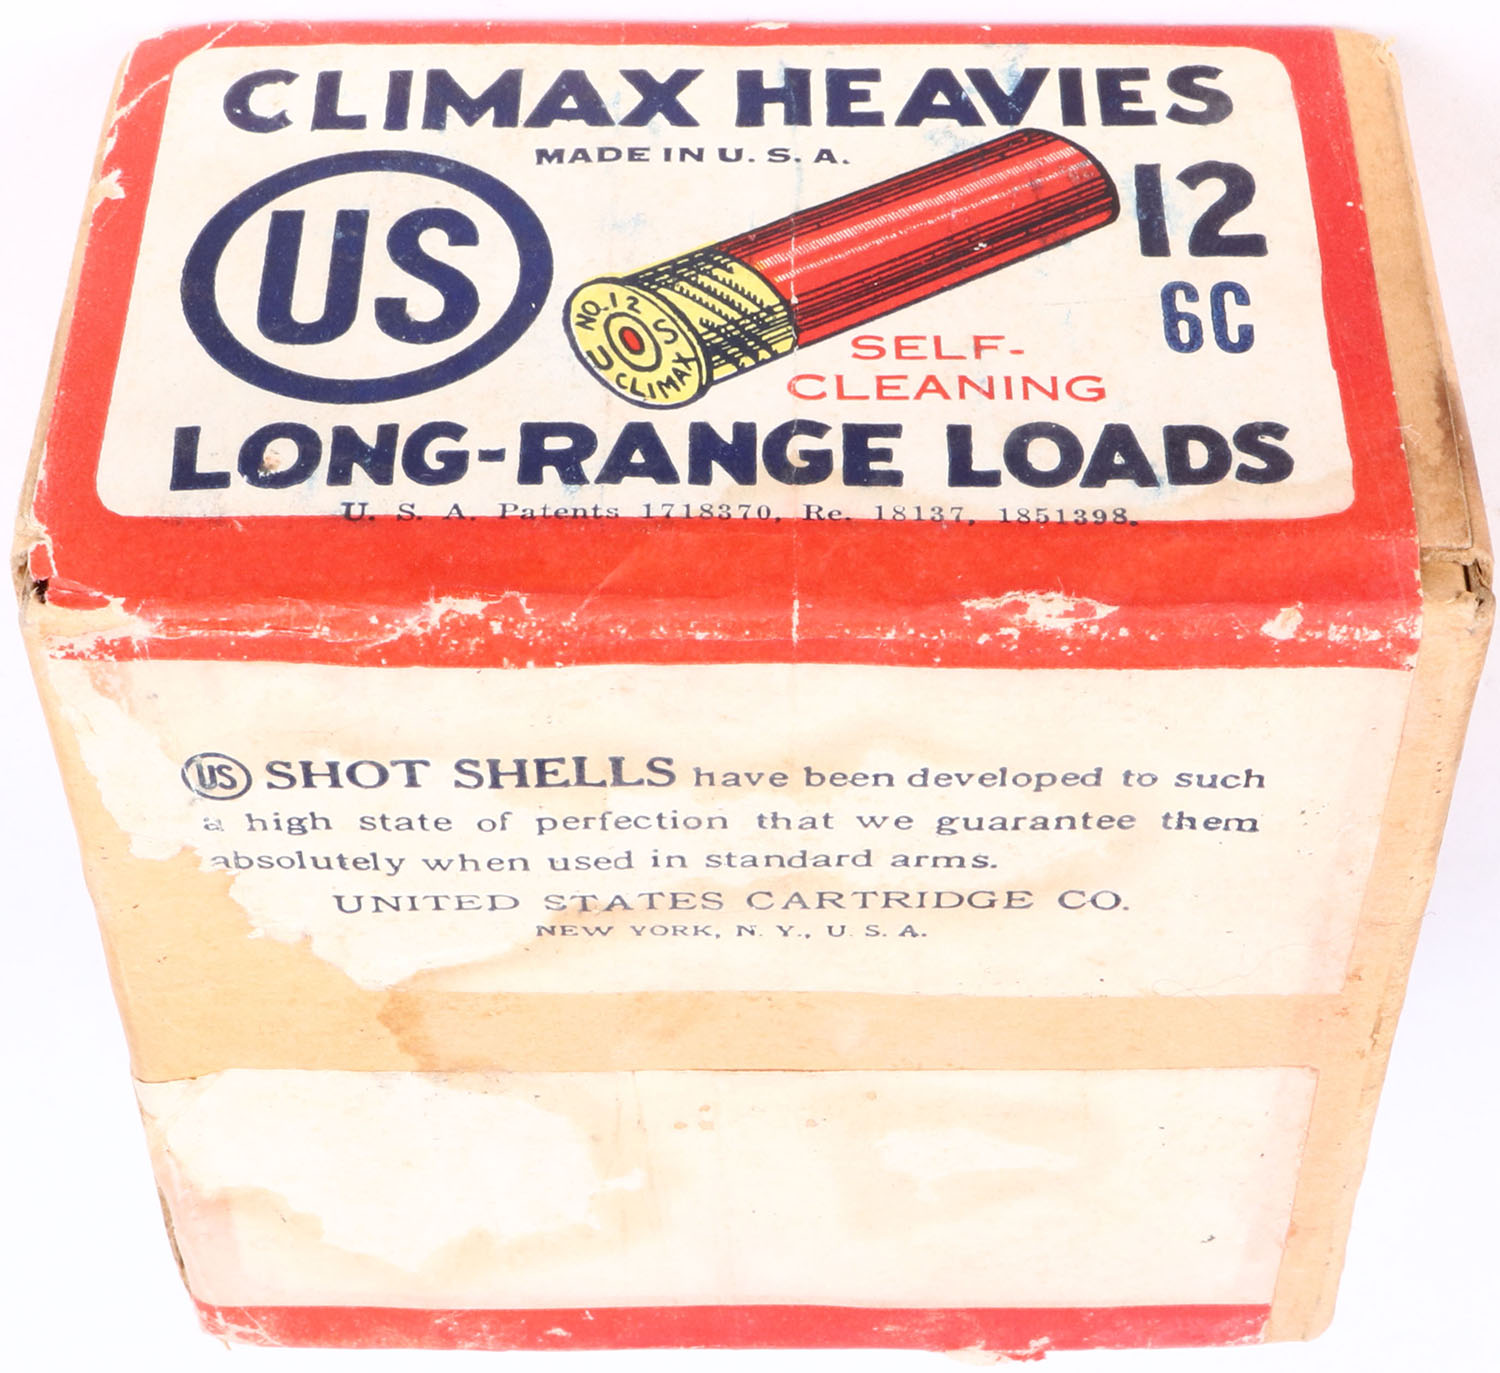 CLIMAX HEAVIES
MADE IN U. S. A.
US
12
6C
NO. 12
U S
CLIMAX
SELF-
CLEANING
LONG-RANGE LOADS
U. S. A. Patents 1718370, Re. 18137, 1851398.
US SHOT SHELLS have been developed to such
a high state of perfection that we guarantee them
absolutely when used in standard arms.
UNITED STATES CARTRIDGE CO.
NEW YORK, N. Y., U. S. A.